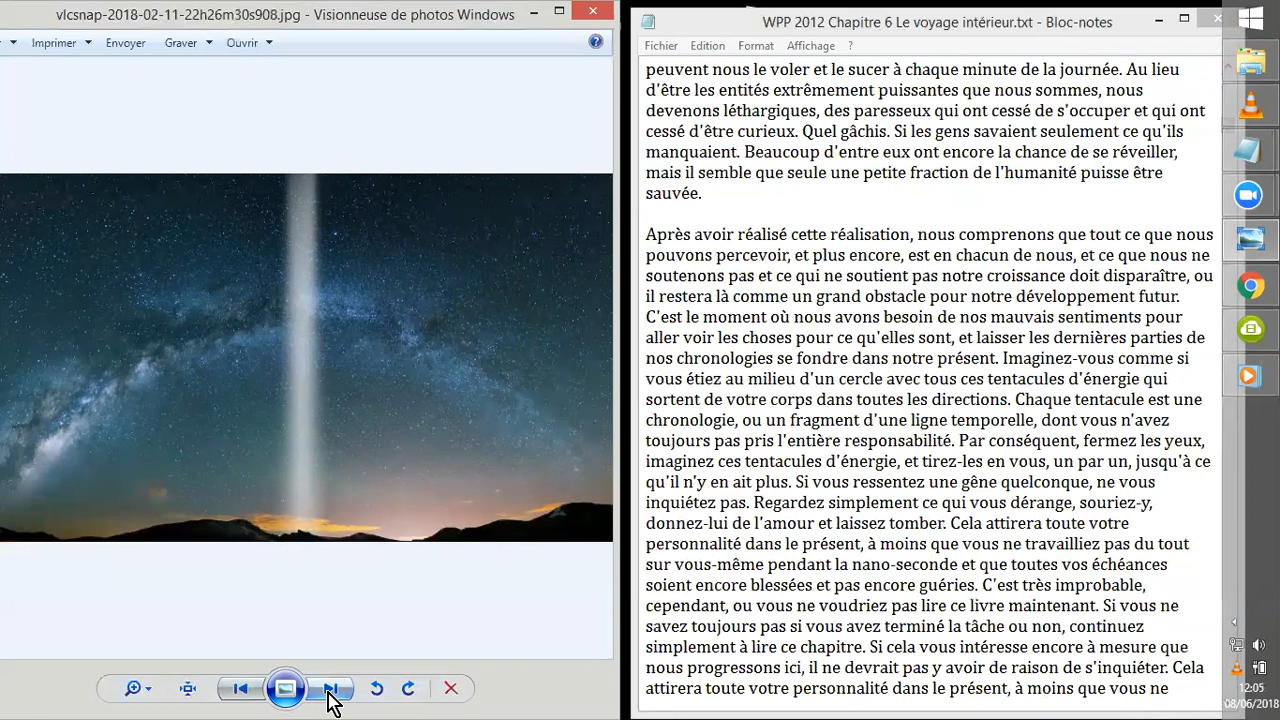 vlcsnap-2018-02-11-22h26m30s908.jpg - Visionneuse de photos Windows
Imprimer Envoyer Graver Ouvrir
WPP 2012 Chapitre 6 Le voyage intérieur.txt - Bloc-notes
Fichier Edition Format Affichage ?
peuvent nous le voler et le sucer à chaque minute de la journée. Au lieu
d'être les entités extrêmement puissantes que nous sommes, nous
devenons léthargiques, des paresseux qui ont cessé de s'occuper et qui ont
cessé d'être curieux. Quel gâchis. Si les gens savaient seulement ce qu'ils
manquaient. Beaucoup d'entre eux ont encore la chance de se réveiller,
mais il semble que seule une petite fraction de l'humanité puisse être
sauvée.
Après avoir réalisé cette réalisation, nous comprenons que tout ce que nous
pouvons percevoir, et plus encore, est en chacun de nous, et ce que nous ne
soutenons pas et ce qui ne soutient pas notre croissance doit disparaître, ou
il restera là comme un grand obstacle pour notre développement futur.
C'est le moment où nous avons besoin de nos mauvais sentiments pour
aller voir les choses pour ce qu'elles sont, et laisser les dernières parties de
nos chronologies se fondre dans notre présent. Imaginez-vous comme si
vous étiez au milieu d'un cercle avec tous ces tentacules d'énergie qui
sortent de votre corps dans toutes les directions. Chaque tentacule est une
chronologie, ou un fragment d'une ligne temporelle, dont vous n'avez
toujours pas pris l'entière responsabilité. Par conséquent, fermez les yeux,
imaginez ces tentacules d'énergie, et tirez-les en vous, un par un, jusqu'à ce
qu'il n'y en ait plus. Si vous ressentez une gêne quelconque, ne vous
inquiétez pas. Regardez simplement ce qui vous dérange, souriez-y,
donnez-lui de l'amour et laissez tomber. Cela attirera toute votre
personnalité dans le présent, à moins que vous ne travailliez pas du tout
sur vous-même pendant la nano-seconde et que toutes vos échéances
soient encore blessées et pas encore guéries. C'est très improbable,
cependant, ou vous ne voudriez pas lire ce livre maintenant. Si vous ne
savez toujours pas si vous avez terminé la tâche ou non, continuez
simplement à lire ce chapitre. Si cela vous intéresse encore à mesure que
nous progressons ici, il ne devrait pas y avoir de raison de s'inquiéter. Cela
attirera toute votre personnalité dans le présent, à moins que vous ne
12:05
08/06/2018